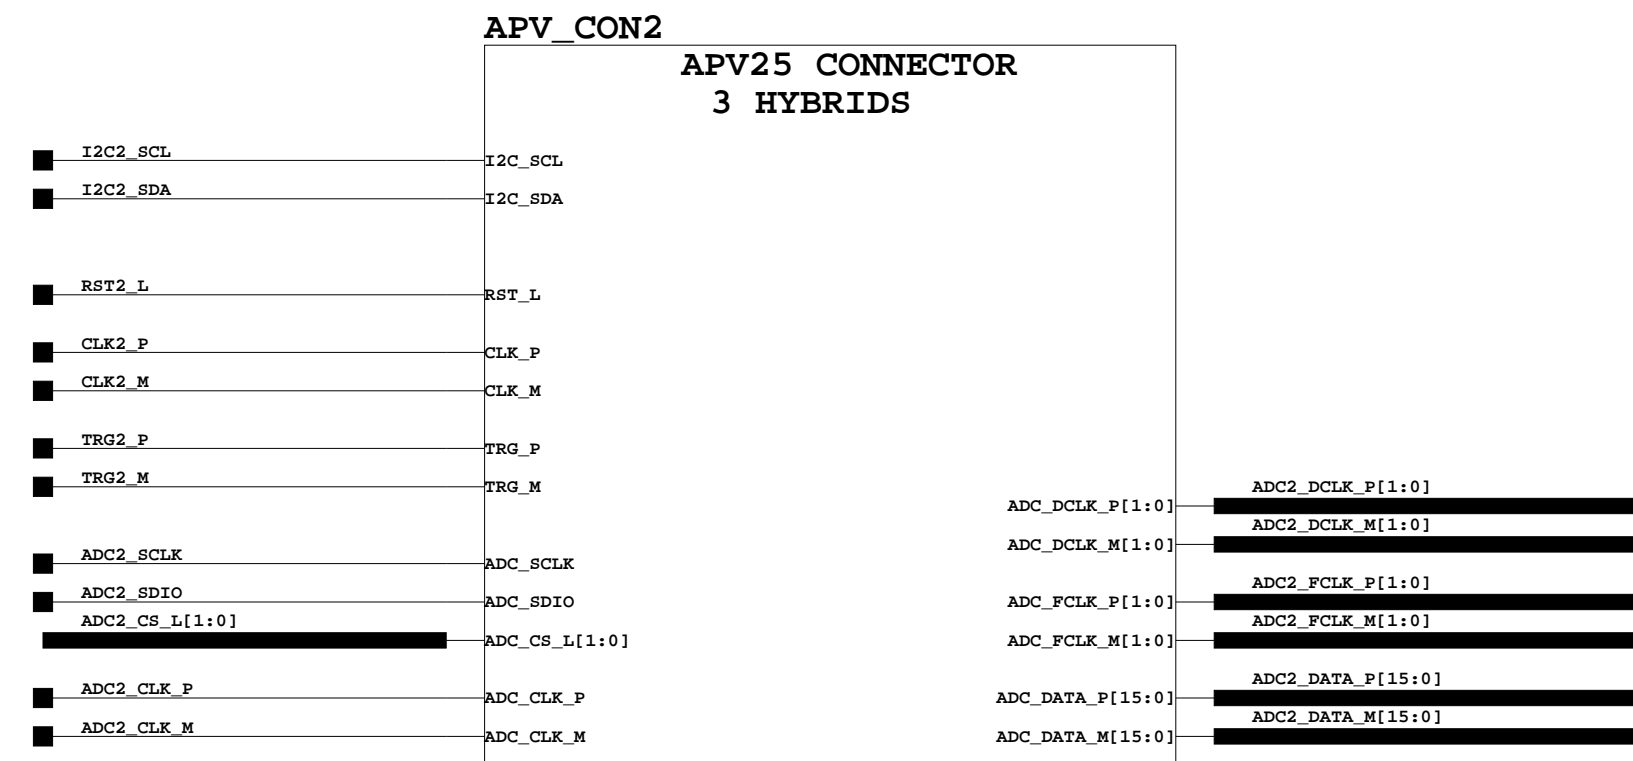 APV_CON2
APV25 CONNECTOR
3 HYBRIDS
I2C2_SCL
I2C_SCL
I2C2_SDA
I2C_SDA
RST2_L
RST_L
CLK2_P
CLK_P
CLK2_M
CLK_M
TRG2_P
TRG_P
TRG2_M
TRG_M
ADC2_SCLK
ADC_SCLK
ADC2_SDIO
ADC_SDIO
ADC2_CS_L[1:0]
ADC_CS_L[1:0]
ADC2_CLK_P
ADC_CLK_P
ADC2_CLK_M
ADC_CLK_M
ADC_DCLK_P[1:0]
ADC2_DCLK_P[1:0]
ADC_DCLK_M[1:0]
ADC2_DCLK_M[1:0]
ADC_FCLK_P[1:0]
ADC2_FCLK_P[1:0]
ADC_FCLK_M[1:0]
ADC2_FCLK_M[1:0]
ADC_DATA_P[15:0]
ADC2_DATA_P[15:0]
ADC_DATA_M[15:0]
ADC2_DATA_M[15:0]